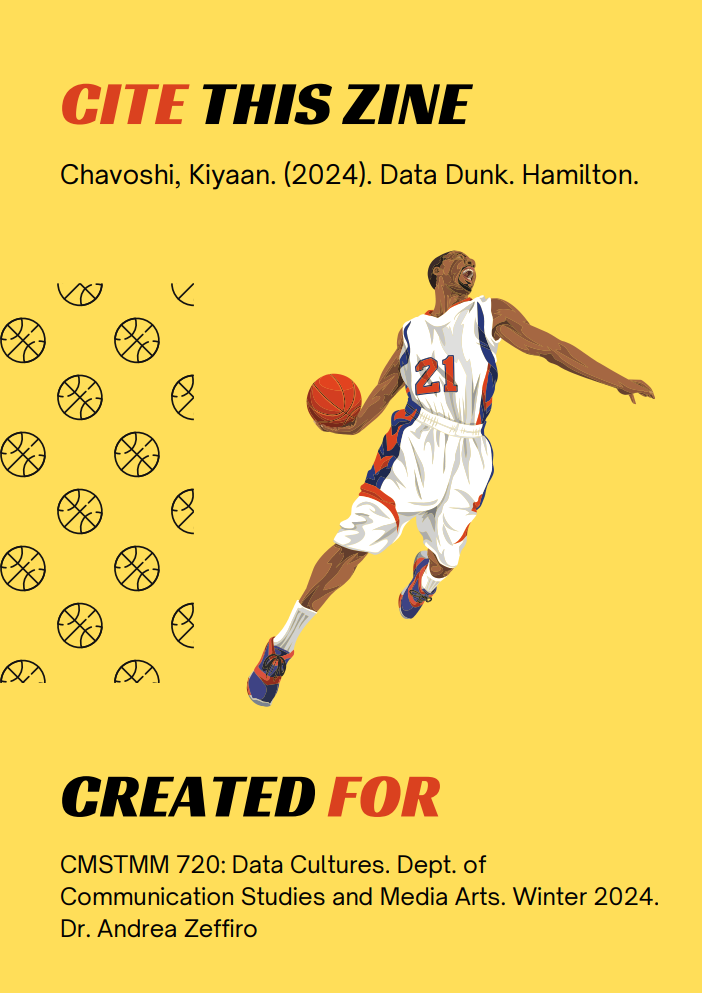 CITE THIS ZINE
Chavoshi, Kiyaan. (2024). Data Dunk. Hamilton.
21
CREATED FOR
CMSTMM 720: Data Cultures. Dept. of
Communication Studies and Media Arts. Winter 2024.
Dr. Andrea Zeffiro